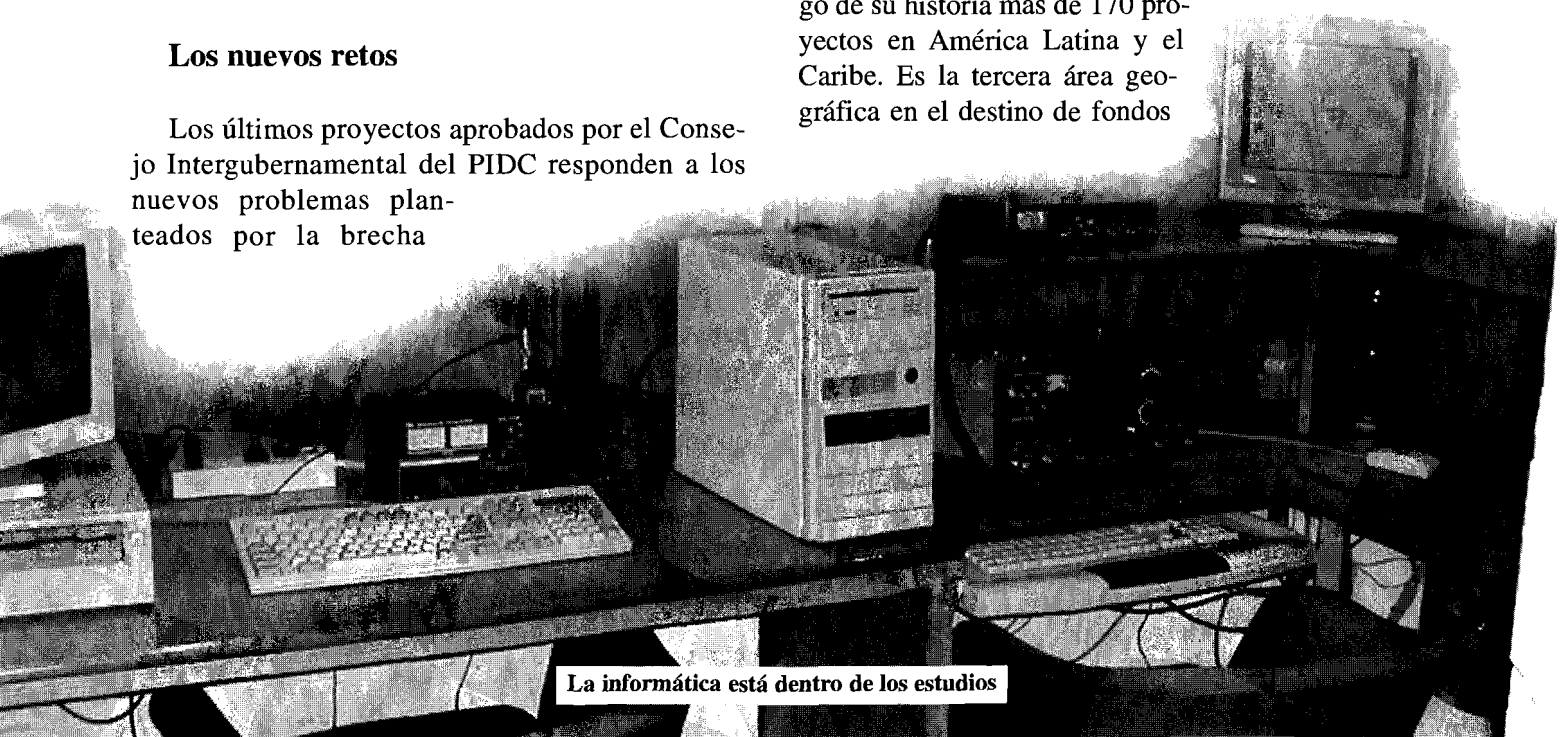 Los nuevos retos
Los últimos proyectos aprobados por el Conse-
jo Intergubernamental del PIDC responden a los
nuevos problemas plan-
teados por la brecha
go de su historia más de 170 pro-
yectos en América Latina y el
Caribe. Es la tercera área geo-
gráfica en el destino de fondos
La informática está dentro de los estudios